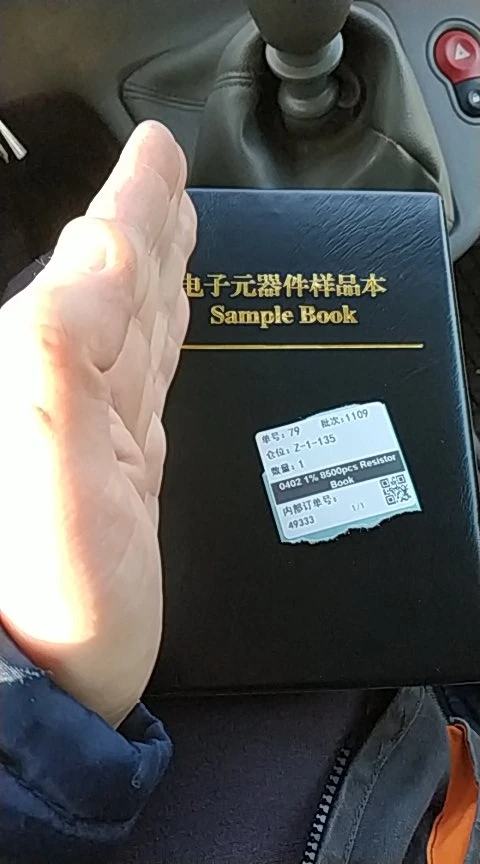 电子元器件样品本
Sample Book
单号：79 批次：1109
仓位：Z-1-135
数量：1
0402 1% 8500pcs Resistor
Book
内部订单号：
49333 1/1